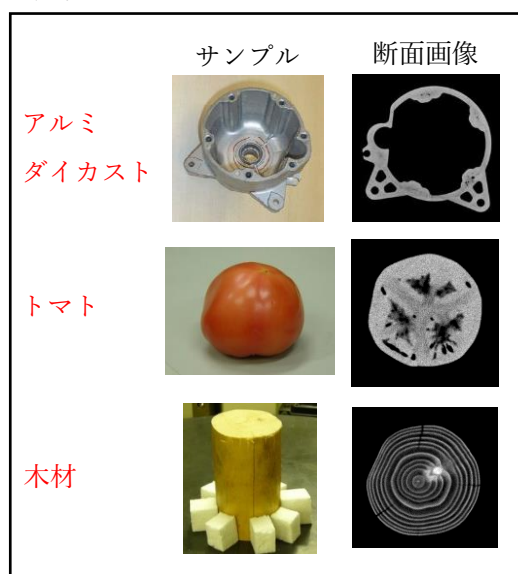 サンプル 断面画像
アルミ
ダイカスト
トマト
木材